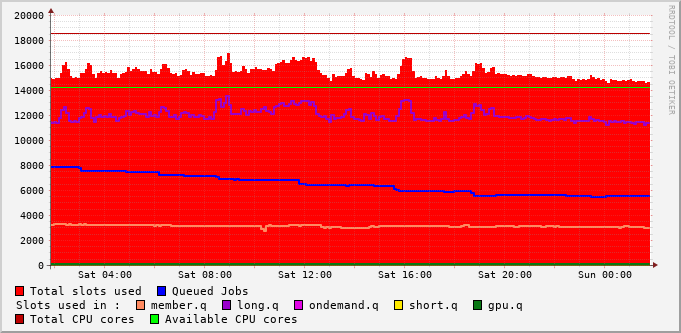 20000
18000
16000
14000
12000
10000
8000
6000
4000
2000
0
Sat 04:00 Sat 08:00 Sat 12:00 Sat 16:00 Sat 20:00 Sun 00:00
RRDTOOL / TOBI OETIKER
Total slots used Queued Jobs
Slots used in : member.q long.q ondemand.q short.q gpu.q
Total CPU cores Available CPU cores